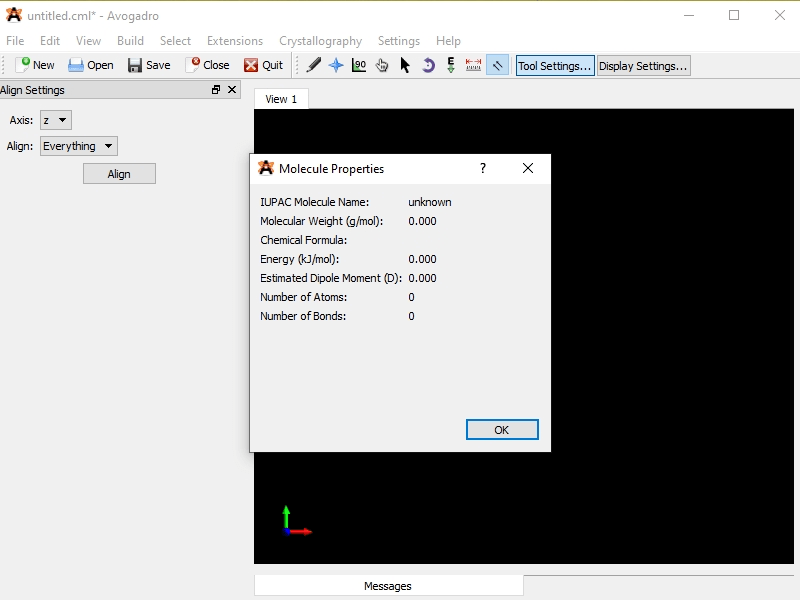 untitled.cml* - Avogadro
File Edit View Build Select Extensions Crystallography Settings Help
New Open Save Close Quit 90 E Tool Settings... Display Settings...
Align Settings
View 1
Axis: z
Align: Everything
Align
Molecule Properties ?
IUPAC Molecule Name: unknown
Molecular Weight (g/mol): 0.000
Chemical Formula:
Energy (kJ/mol): 0.000
Estimated Dipole Moment (D): 0.000
Number of Atoms: 0
Number of Bonds: 0
OK
Messages